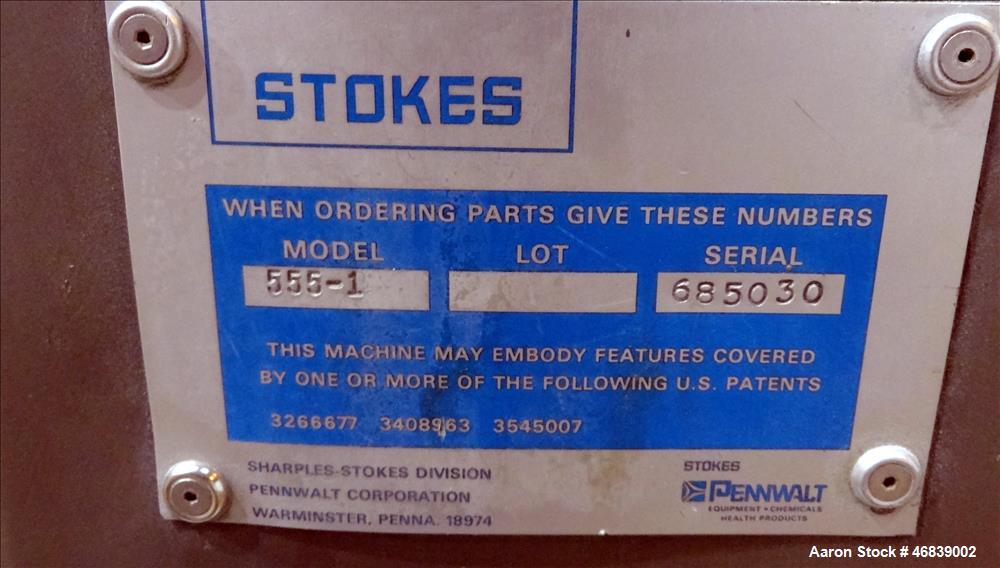 STOKES
WHEN ORDERING PARTS GIVE THESE NUMBERS
MODEL LOT SERIAL
555-1 685030
THIS MACHINE MAY EMBODY FEATURES COVERED
BY ONE OR MORE OF THE FOLLOWING U.S. PATENTS
3266677 3408963 3545007
SHARPLES-STOKES DIVISION
PENNWALT CORPORATION
WARMINSTER, PENNA. 18974
STOKES
PENNWALT
EQUIPMENT • CHEMICALS
HEALTH PRODUCTS
Aaron Stock # 46839002